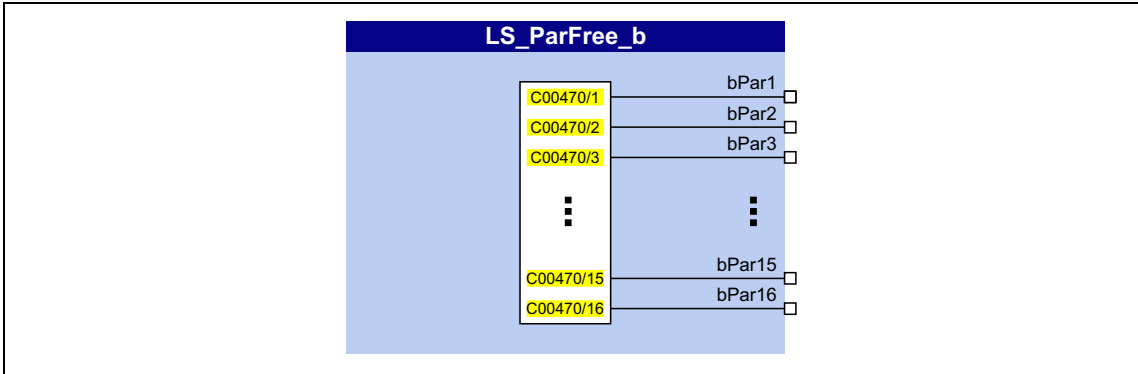 LS_ParFree_b
C00470/1 bPar1
C00470/2 bPar2
C00470/3 bPar3
C00470/15 bPar15
C00470/16 bPar16